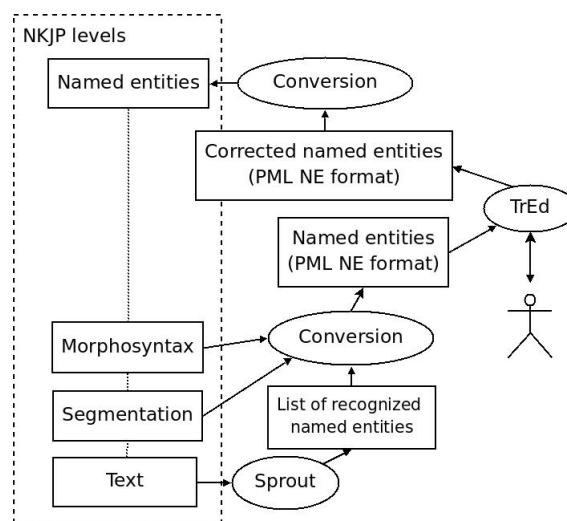 NKJP levels
Named entities
Conversion
Corrected named entities
(PML NE format)
TrEd
Named entities
(PML NE format)
Morphosyntax
Conversion
Segmentation
List of recognized
named entities
Text
Sprout